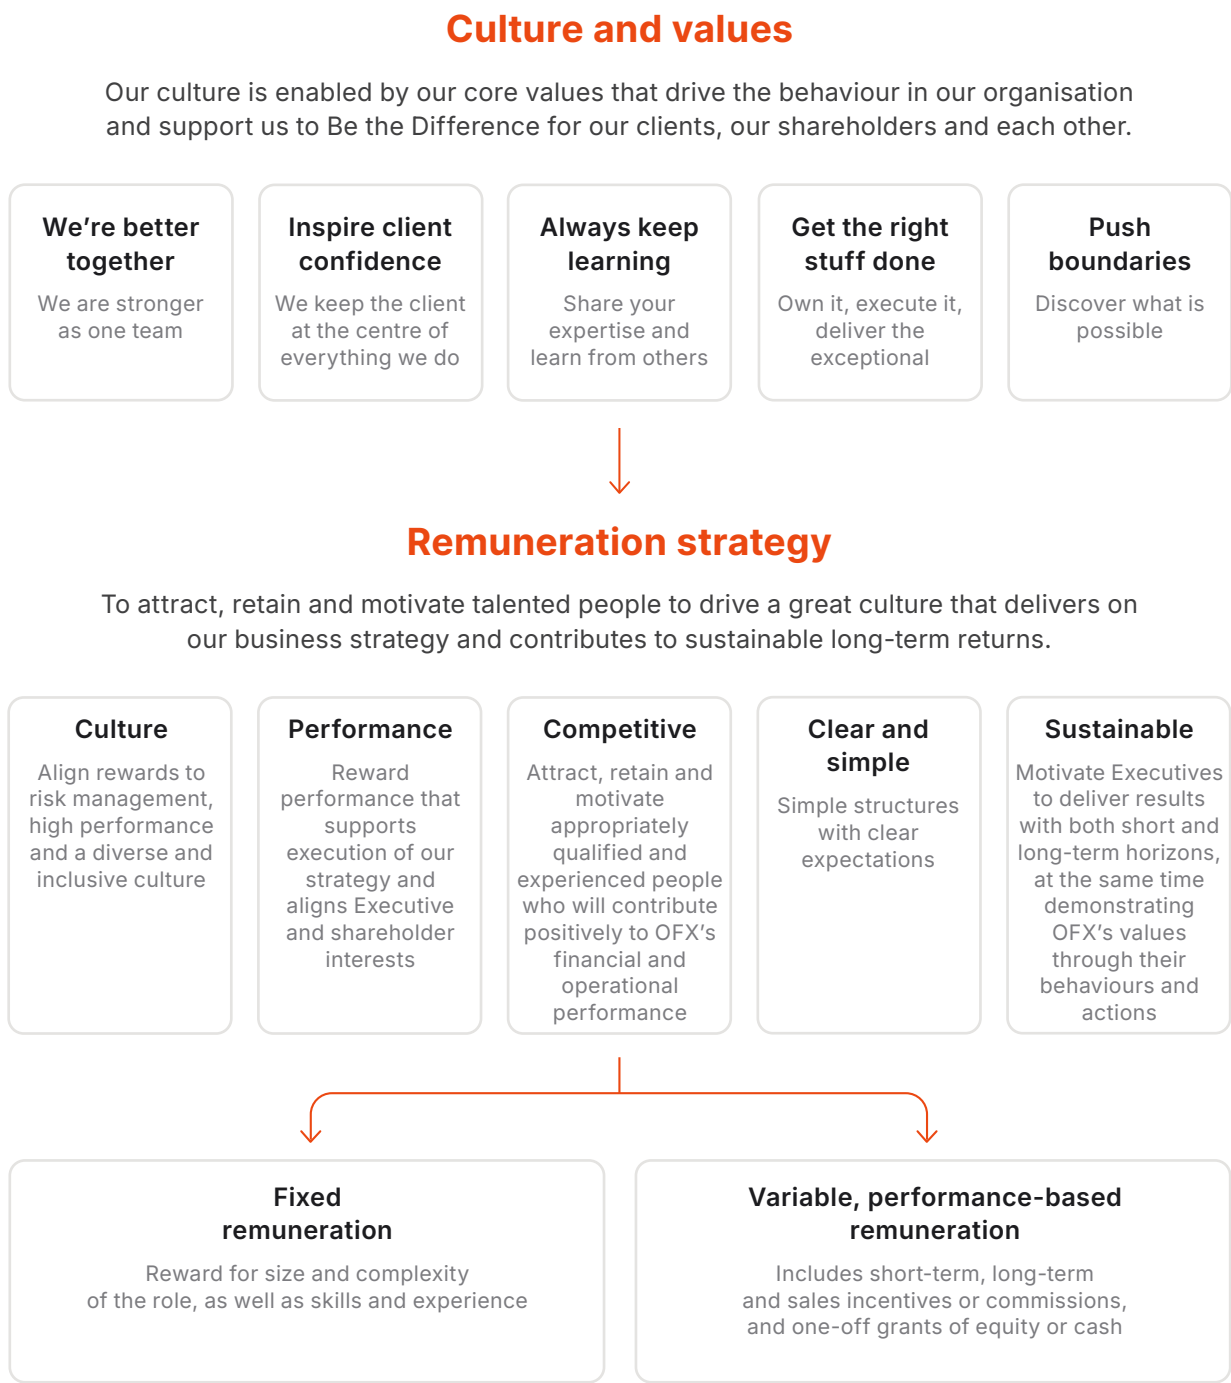 Culture and values
Our culture is enabled by our core values that drive the behaviour in our organisation
and support us to Be the Difference for our clients, our shareholders and each other.
We’re better
together
We are stronger
as one team
Inspire client
confidence
We keep the client
at the centre of
everything we do
Always keep
learning
Share your
expertise and
learn from others
Get the right
stuff done
Own it, execute it,
deliver the
exceptional
Push
boundaries
Discover what is
possible
Remuneration strategy
To attract, retain and motivate talented people to drive a great culture that delivers on
our business strategy and contributes to sustainable long-term returns.
Culture
Align rewards to
risk management,
high performance
and a diverse and
inclusive culture
Performance
Reward
performance that
supports
execution of our
strategy and
aligns Executive
and shareholder
interests
Competitive
Attract, retain and
motivate
appropriately
qualified and
experienced people
who will contribute
positively to OFX’s
financial and
operational
performance
Clear and
simple
Simple structures
with clear
expectations
Sustainable
Motivate Executives
to deliver results
with both short and
long-term horizons,
at the same time
demonstrating
OFX’s values
through their
behaviours and
actions
Fixed
remuneration
Reward for size and complexity
of the role, as well as skills and experience
Variable, performance-based
remuneration
Includes short-term, long-term
and sales incentives or commissions,
and one-off grants of equity or cash